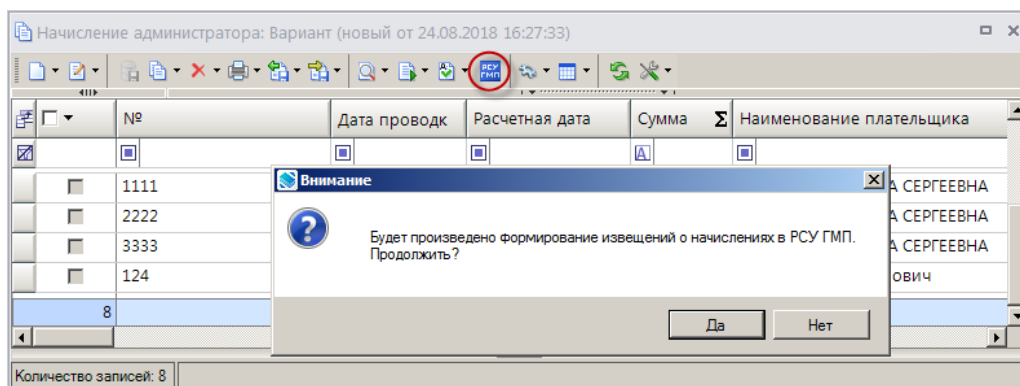 Начисление администратора: Вариант (новый от 24.08.2018 16:27:33)
РСУ ГМП
№ Дата проводк Расчетная дата Сумма Σ Наименование плательщика
A
Внимание
1111 А СЕРГЕЕВНА
2222 А СЕРГЕЕВНА
Будет произведено формирование извещений о начислениях в РСУ ГМП.
Продолжить?
3333 А СЕРГЕЕВНА
124 ович
8
Да Нет
Количество записей: 8